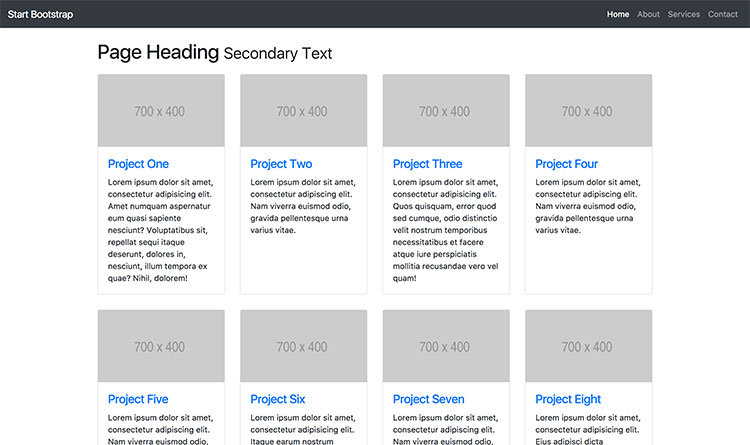 Start Bootstrap
Home About Services Contact
Page Heading Secondary Text
700 x 400
Project One
Lorem ipsum dolor sit amet,
consectetur adipisicing elit.
Amet numquam aspernatur
eum quasi sapiente
nesciunt? Voluptatibus sit,
repellat sequi itaque
deserunt, dolores in,
nesciunt, illum tempora ex
quae? Nihil, dolorem!
700 x 400
Project Two
Lorem ipsum dolor sit amet,
consectetur adipiscing elit.
Nam viverra euismod odio,
gravida pellentesque urna
varius vitae.
700 x 400
Project Three
Lorem ipsum dolor sit amet,
consectetur adipisicing elit.
Quos quisquam, error quod
sed cumque, odio distinctio
velit nostrum temporibus
necessitatibus et facere
atque iure perspiciatis
mollitia recusandae vero vel
quam!
700 x 400
Project Four
Lorem ipsum dolor sit amet,
consectetur adipiscing elit.
Nam viverra euismod odio,
gravida pellentesque urna
varius vitae.
700 x 400
Project Five
Lorem ipsum dolor sit amet,
consectetur adipiscing elit.
Nam viverra euismod odio,
700 x 400
Project Six
Lorem ipsum dolor sit amet,
consectetur adipisicing elit.
Itaque earum nostrum
700 x 400
Project Seven
Lorem ipsum dolor sit amet,
consectetur adipiscing elit.
Nam viverra euismod odio,
700 x 400
Project Eight
Lorem ipsum dolor sit amet,
consectetur adipisicing elit.
Eius adipisci dicta